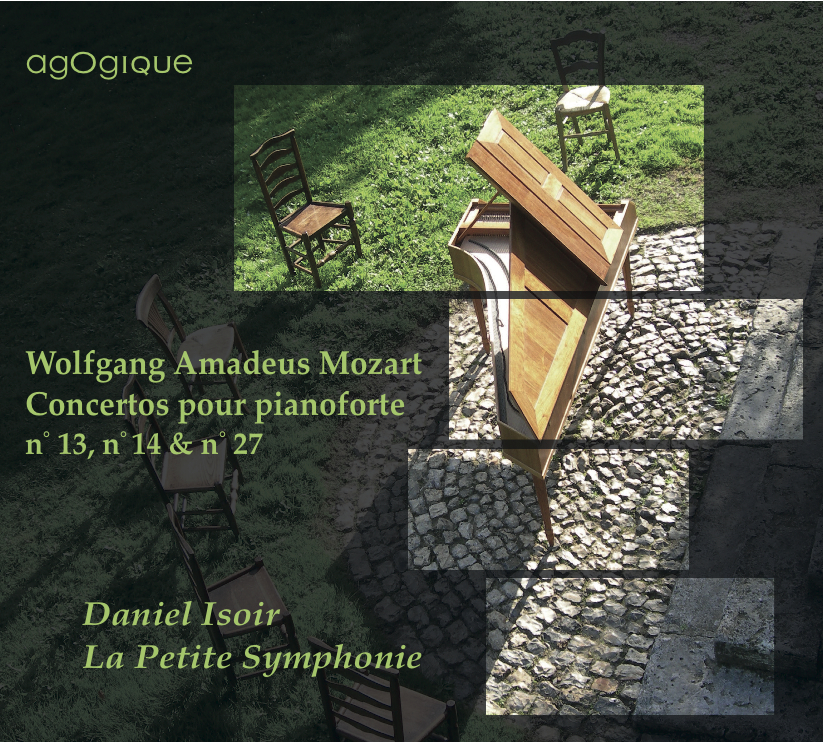 agOgique
Wolfgang Amadeus Mozart
Concertos pour pianoforte
n° 13, n° 14 & n° 27
Daniel Isoir
La Petite Symphonie